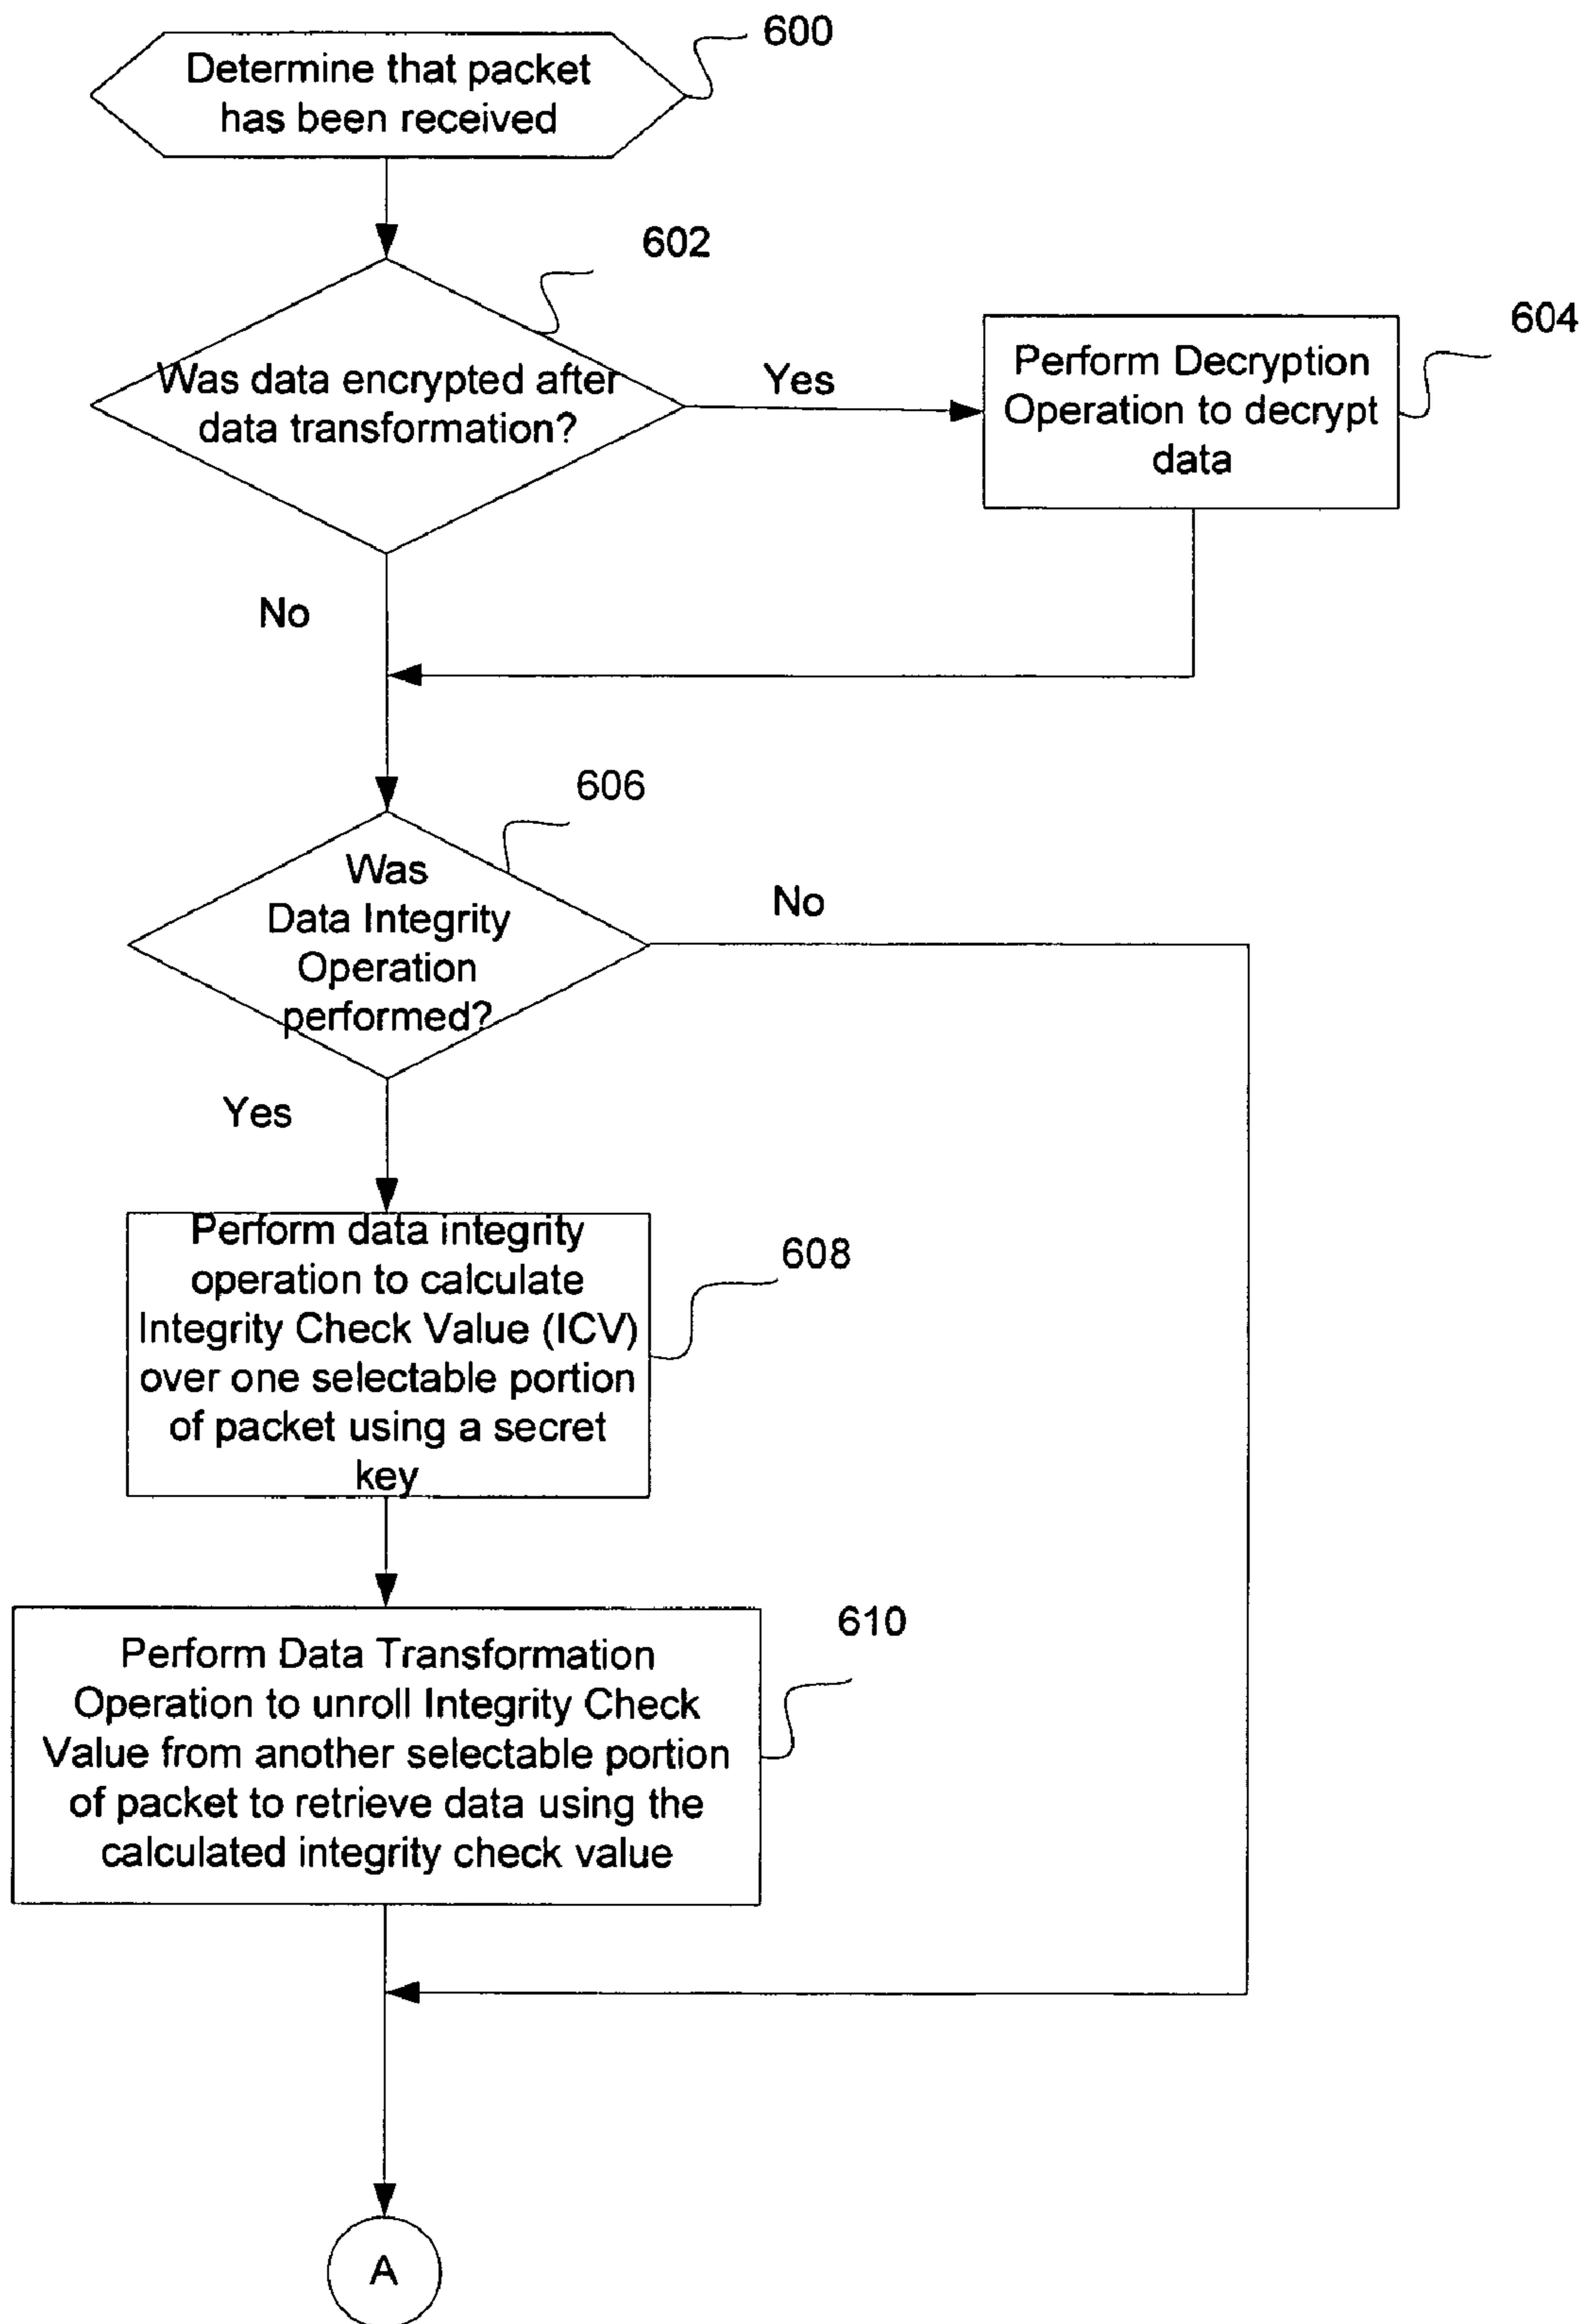 600
Determine that packet
has been received
602
Was data encrypted after
data transformation?
Yes
604
Perform Decryption
Operation to decrypt
data
No
606
Was
Data Integrity
Operation
performed?
No
Yes
608
Perform data integrity
operation to calculate
Integrity Check Value (ICV)
over one selectable portion
of packet using a secret
key
610
Perform Data Transformation
Operation to unroll Integrity Check
Value from another selectable portion
of packet to retrieve data using the
calculated integrity check value
A